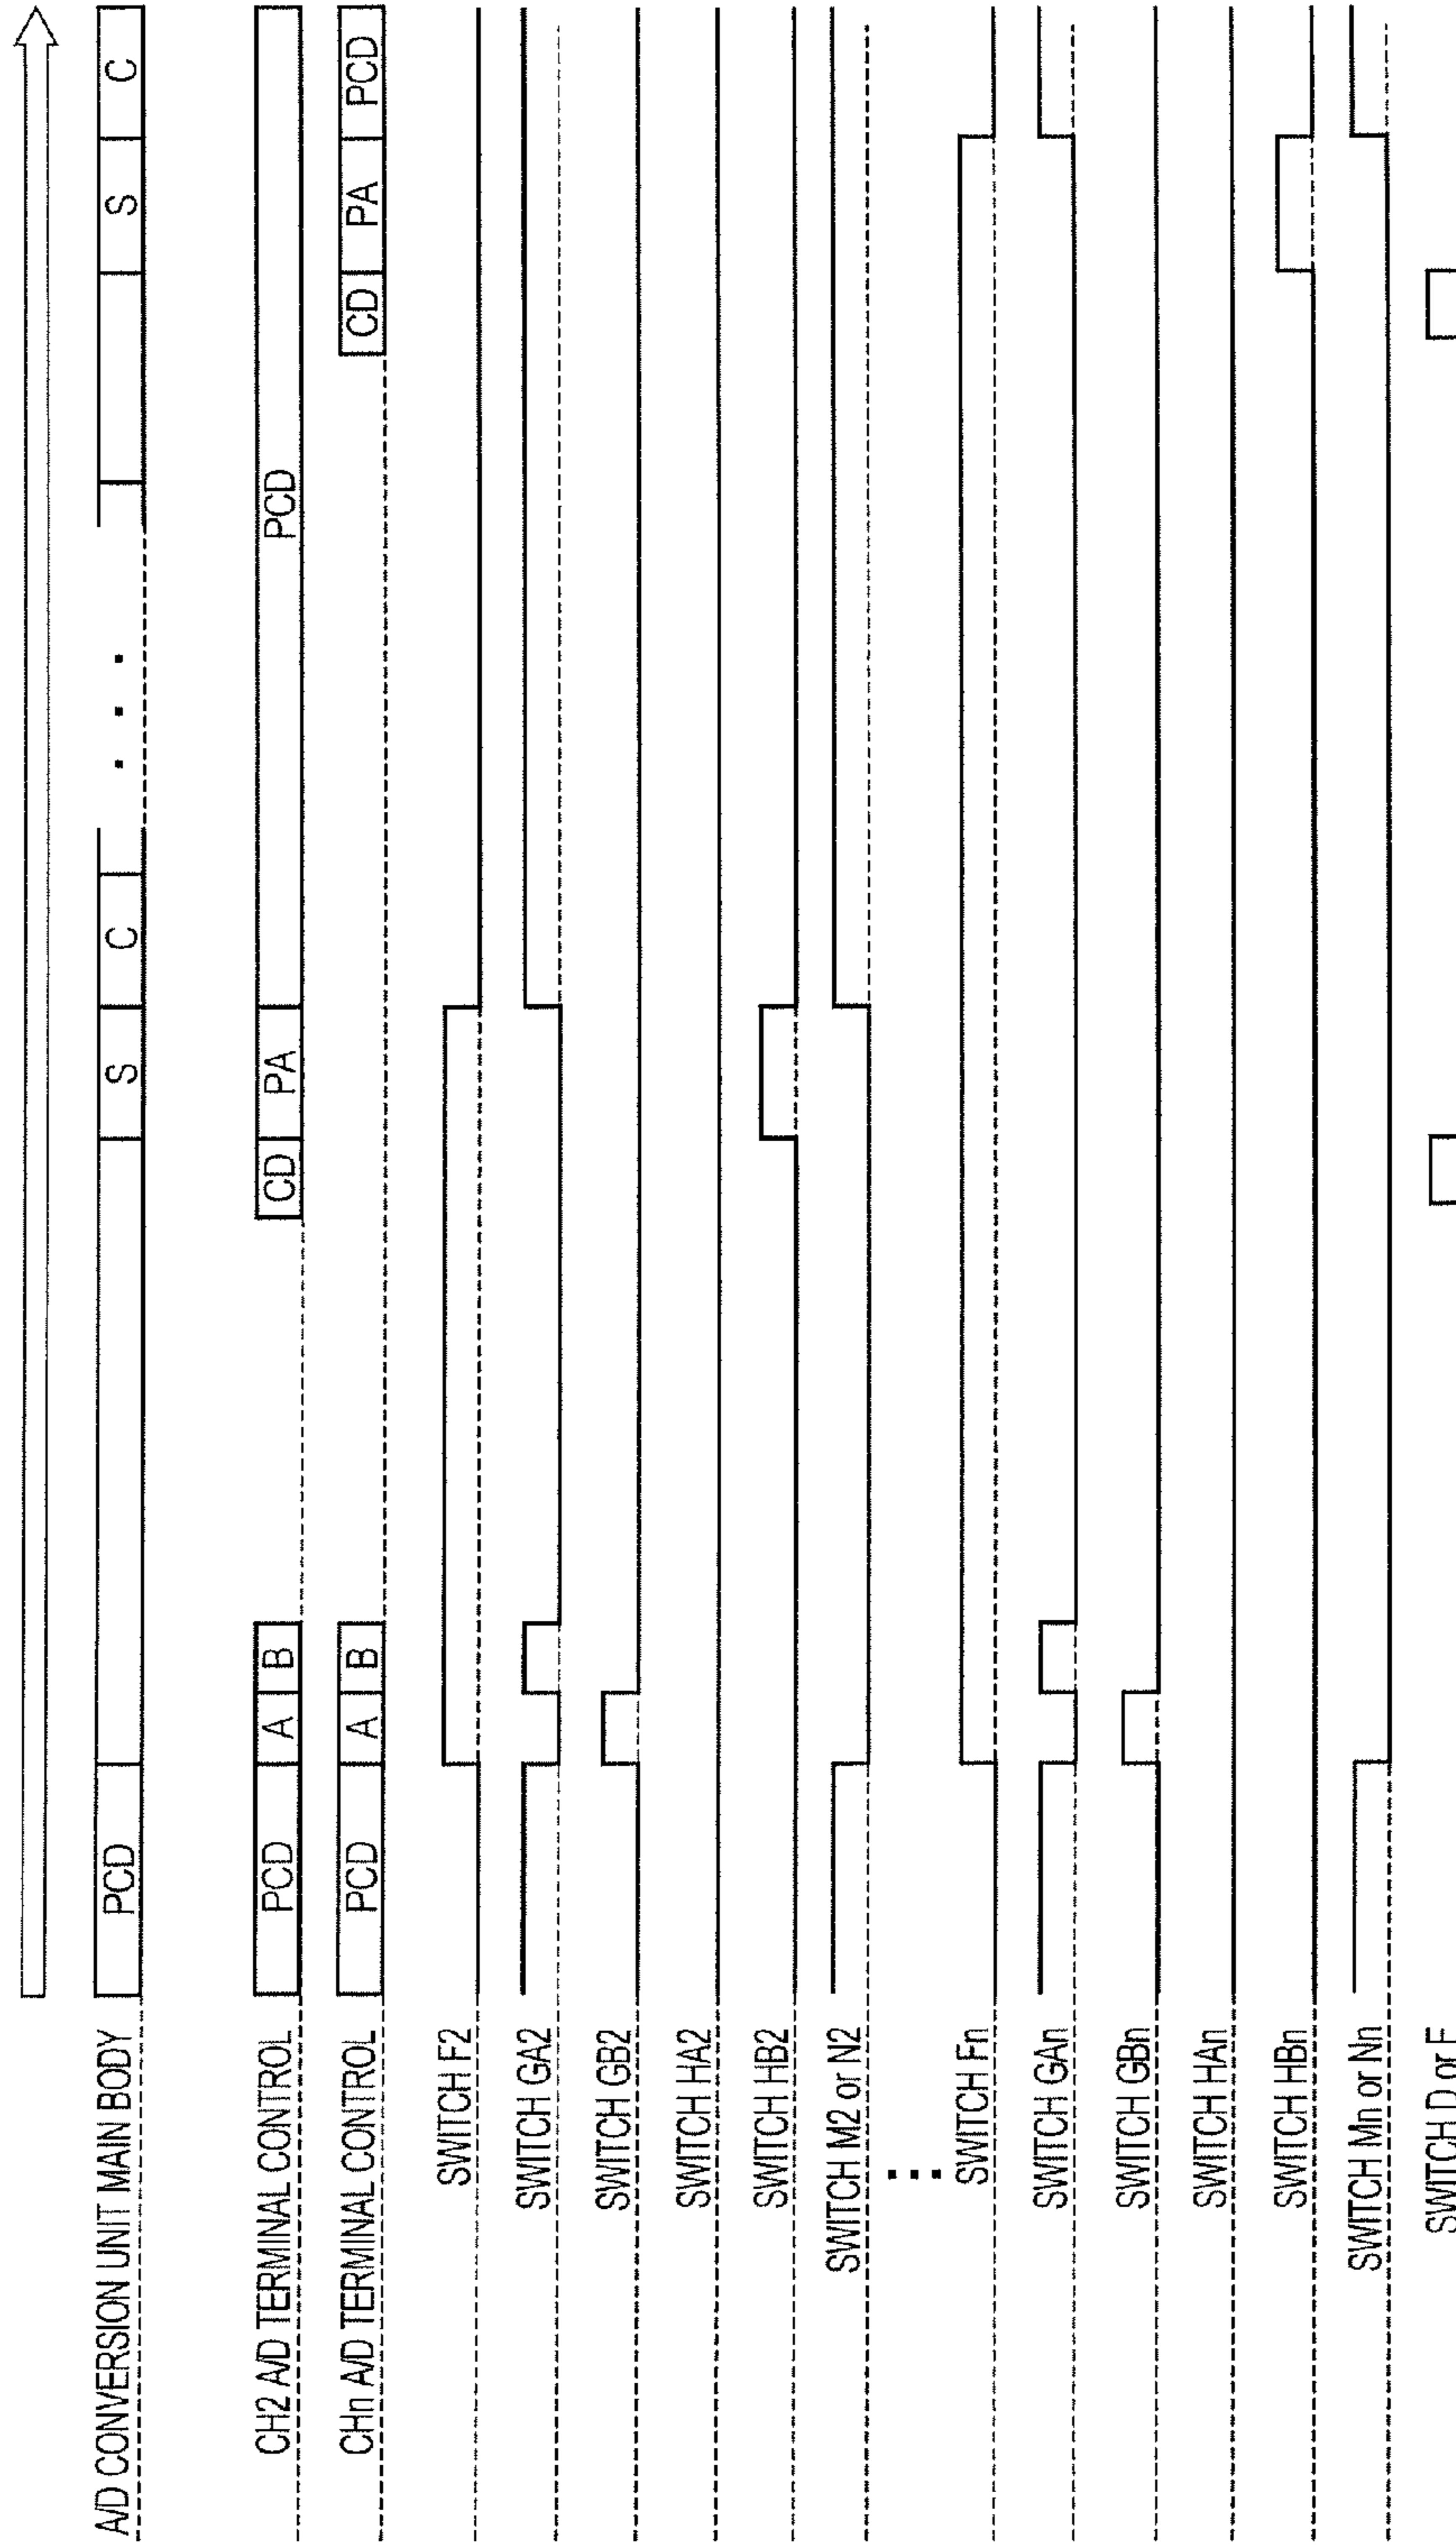 A/D CONVERSION UNIT MAIN BODY PCD S C . . . S C
CH2 A/D TERMINAL CONTROL PCD A B CD PA PCD
CHn A/D TERMINAL CONTROL PCD A B CD PA PCD
SWITCH F2
SWITCH GA2
SWITCH GB2
SWITCH HA2
SWITCH HB2
SWITCH M2 or N2
...
SWITCH Fn
SWITCH GAn
SWITCH GBn
SWITCH HAn
SWITCH HBn
SWITCH Mn or Nn
SWITCH D or